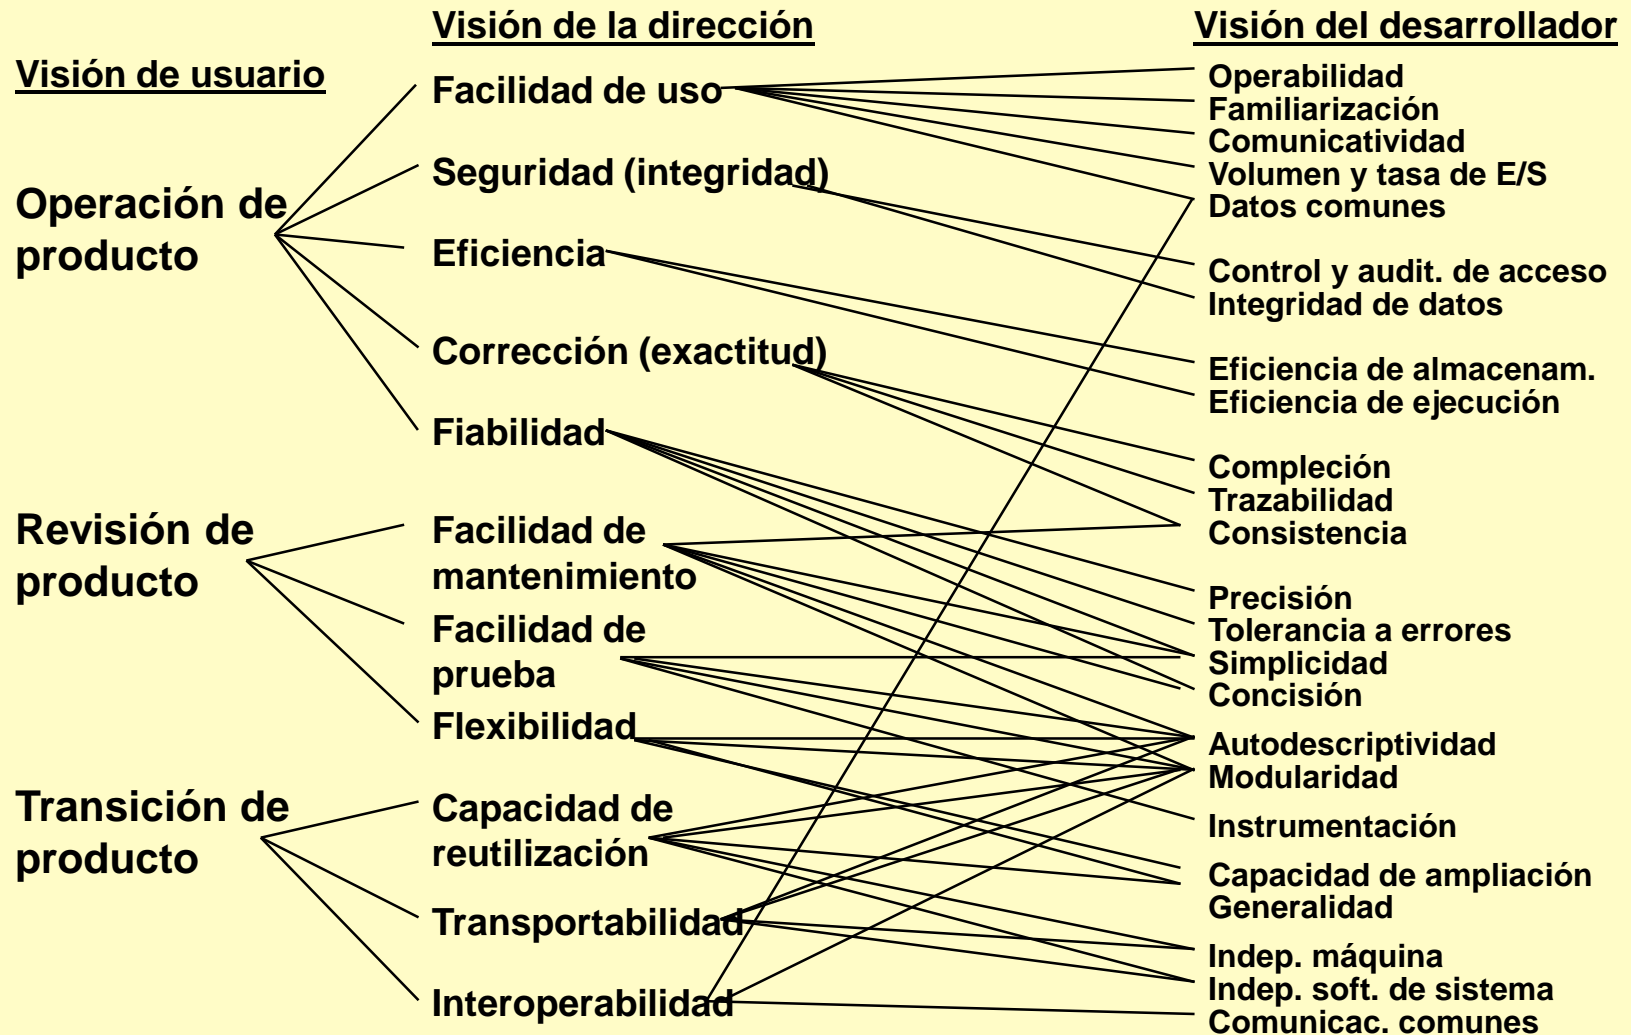 Visión de usuario
Operación de
producto
Revisión de
producto
Transición de
producto
Visión de la dirección
Facilidad de uso
Seguridad (integridad)
Eficiencia
Corrección (exactitud)
Fiabilidad
Facilidad de
mantenimiento
Facilidad de
prueba
Flexibilidad
Capacidad de
reutilización
Transportabilidad
Interoperabilidad
Visión del desarrollador
Operabilidad
Familiarización
Comunicatividad
Volumen y tasa de E/S
Datos comunes
Control y audit. de acceso
Integridad de datos
Eficiencia de almacenam.
Eficiencia de ejecución
Compleción
Trazabilidad
Consistencia
Precisión
Tolerancia a errores
Simplicidad
Concisión
Autodescriptividad
Modularidad
Instrumentación
Capacidad de ampliación
Generalidad
Indep. máquina
Indep. soft. de sistema
Comunicac. comunes